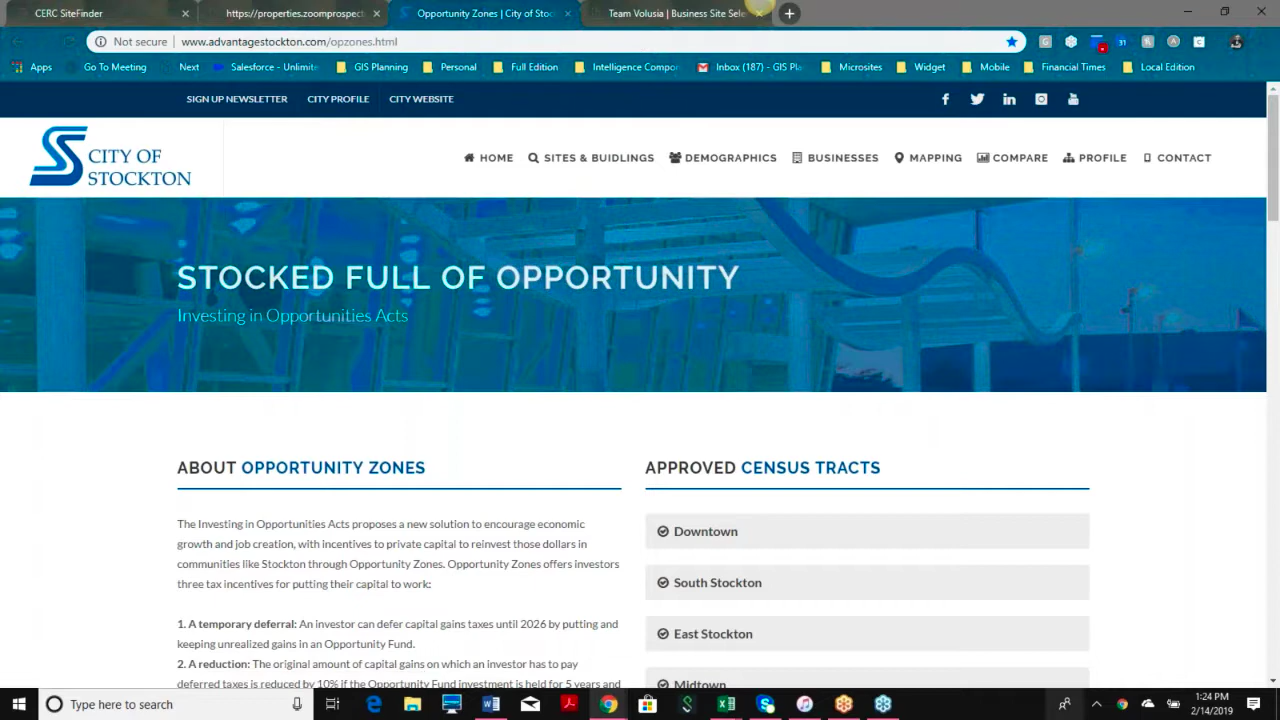 CERC SiteFinder
https://properties.zoomprospect
Opportunity Zones | City of Stoc
Team Volusia | Business Site Sele
Not secure
www.advantagestockton.com/opzones.html
Apps
Go To Meeting
Next
Salesforce - Unlimite
GIS Planning
Personal
Full Edition
Intelligence Compon
Inbox (187) - GIS Pla
Microsites
Widget
Mobile
Financial Times
Local Edition
SIGN UP NEWSLETTER
CITY PROFILE
CITY WEBSITE
CITY OF
STOCKTON
HOME
SITES & BUIDLINGS
DEMOGRAPHICS
BUSINESSES
MAPPING
COMPARE
PROFILE
CONTACT
STOCKED FULL OF OPPORTUNITY
Investing in Opportunities Acts
ABOUT OPPORTUNITY ZONES
The Investing in Opportunities Acts proposes a new solution to encourage economic
growth and job creation, with incentives to private capital to reinvest those dollars in
communities like Stockton through Opportunity Zones. Opportunity Zones offers investors
three tax incentives for putting their capital to work:
1. A temporary deferral: An investor can defer capital gains taxes until 2026 by putting and
keeping unrealized gains in an Opportunity Fund.
2. A reduction: The original amount of capital gains on which an investor has to pay
deferred taxes is reduced by 10% if the Opportunity Fund investment is held for 5 years and
APPROVED CENSUS TRACTS
Downtown
South Stockton
East Stockton
Midtown
Type here to search
1:24 PM
2/14/2019